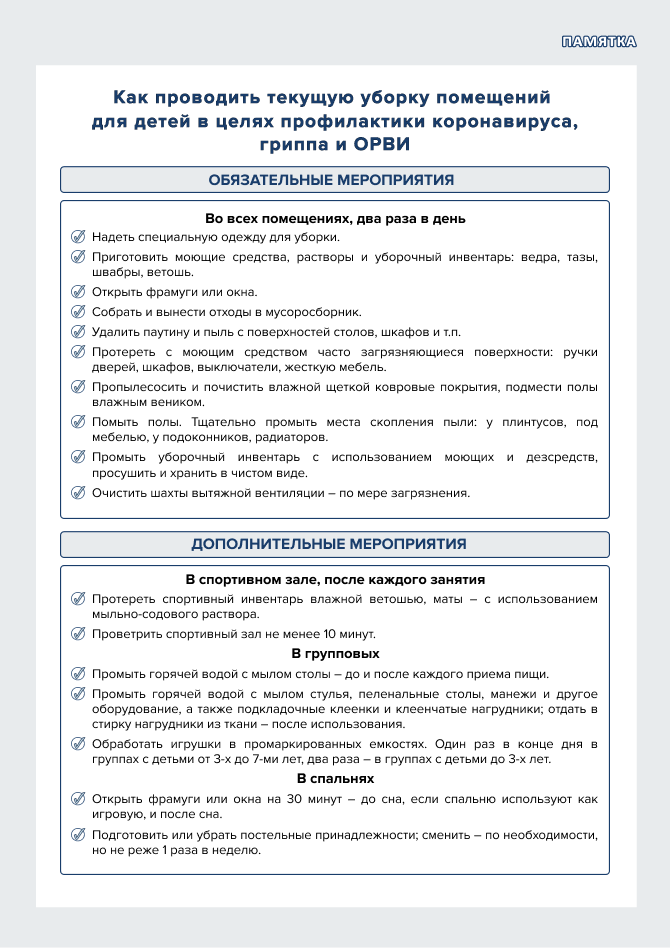 ПАМЯТКА
Как проводить текущую уборку помещений
для детей в целях профилактики коронавируса,
гриппа и ОРВИ
ОБЯЗАТЕЛЬНЫЕ МЕРОПРИЯТИЯ
Во всех помещениях, два раза в день
Надеть специальную одежду для уборки.
Приготовить моющие средства, растворы и уборочный инвентарь: ведра, тазы,
швабры, ветошь.
Открыть фрамуги или окна.
Собрать и вынести отходы в мусоросборник.
Удалить паутину и пыль с поверхностей столов, шкафов и т.п.
Протереть с моющим средством часто загрязняющиеся поверхности: ручки
дверей, шкафов, выключатели, жесткую мебель.
Пропылесосить и почистить влажной щеткой ковровые покрытия, подмести полы
влажным веником.
Помыть полы. Тщательно промыть места скопления пыли: у плинтусов, под
мебелью, у подоконников, радиаторов.
Промыть уборочный инвентарь с использованием моющих и дезсредств,
просушить и хранить в чистом виде.
Очистить шахты вытяжной вентиляции – по мере загрязнения.
ДОПОЛНИТЕЛЬНЫЕ МЕРОПРИЯТИЯ
В спортивном зале, после каждого занятия
Протереть спортивный инвентарь влажной ветошью, маты – с использованием
мыльно-содового раствора.
Проветрить спортивный зал не менее 10 минут.
В групповых
Промыть горячей водой с мылом столы – до и после каждого приема пищи.
Промыть горячей водой с мылом стулья, пеленальные столы, манежи и другое
оборудование, а также подкладочные клеенки и клеенчатые нагрудники; отдать в
стирку нагрудники из ткани – после использования.
Обработать игрушки в промаркированных емкостях. Один раз в конце дня в
группах с детьми от 3-х до 7-ми лет, два раза – в группах с детьми до 3-х лет.
В спальнях
Открыть фрамуги или окна на 30 минут – до сна, если спальню используют как
игровую, и после сна.
Подготовить или убрать постельные принадлежности; сменить – по необходимости,
но не реже 1 раза в неделю.